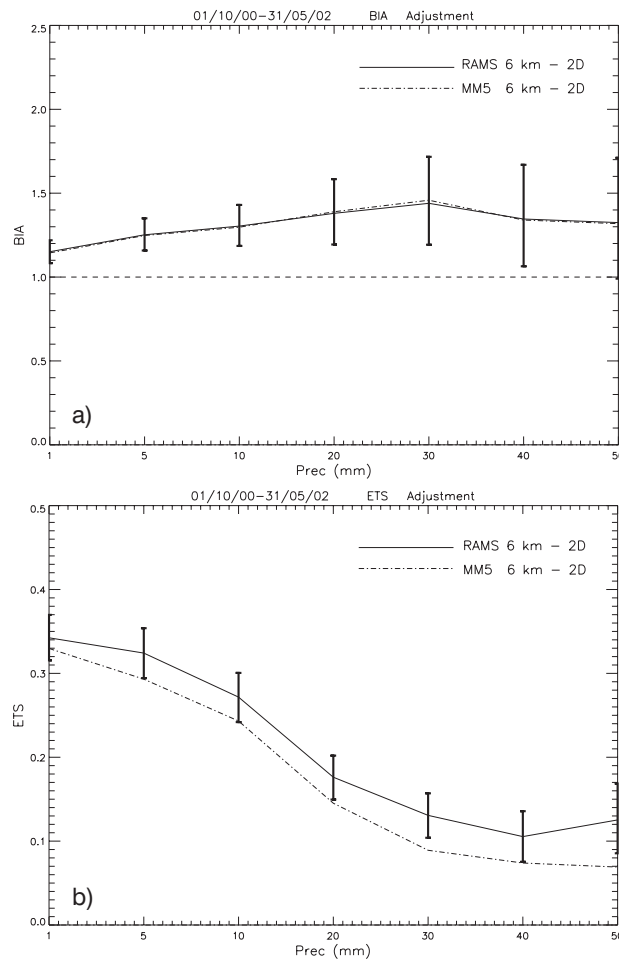 01/10/00–31/05/02 BIA Adjustment
2.5
RAMS 6 km – 2D
MM5 6 km – 2D
2.0
1.5
BIA
1.0
0.5
a)
0.0
1 5 10 20 30 40 50
Prec (mm)
01/10/00–31/05/02 ETS Adjustment
0.5
RAMS 6 km – 2D
MM5 6 km – 2D
0.4
0.3
ETS
0.2
0.1
b)
0.0
1 5 10 20 30 40 50
Prec (mm)